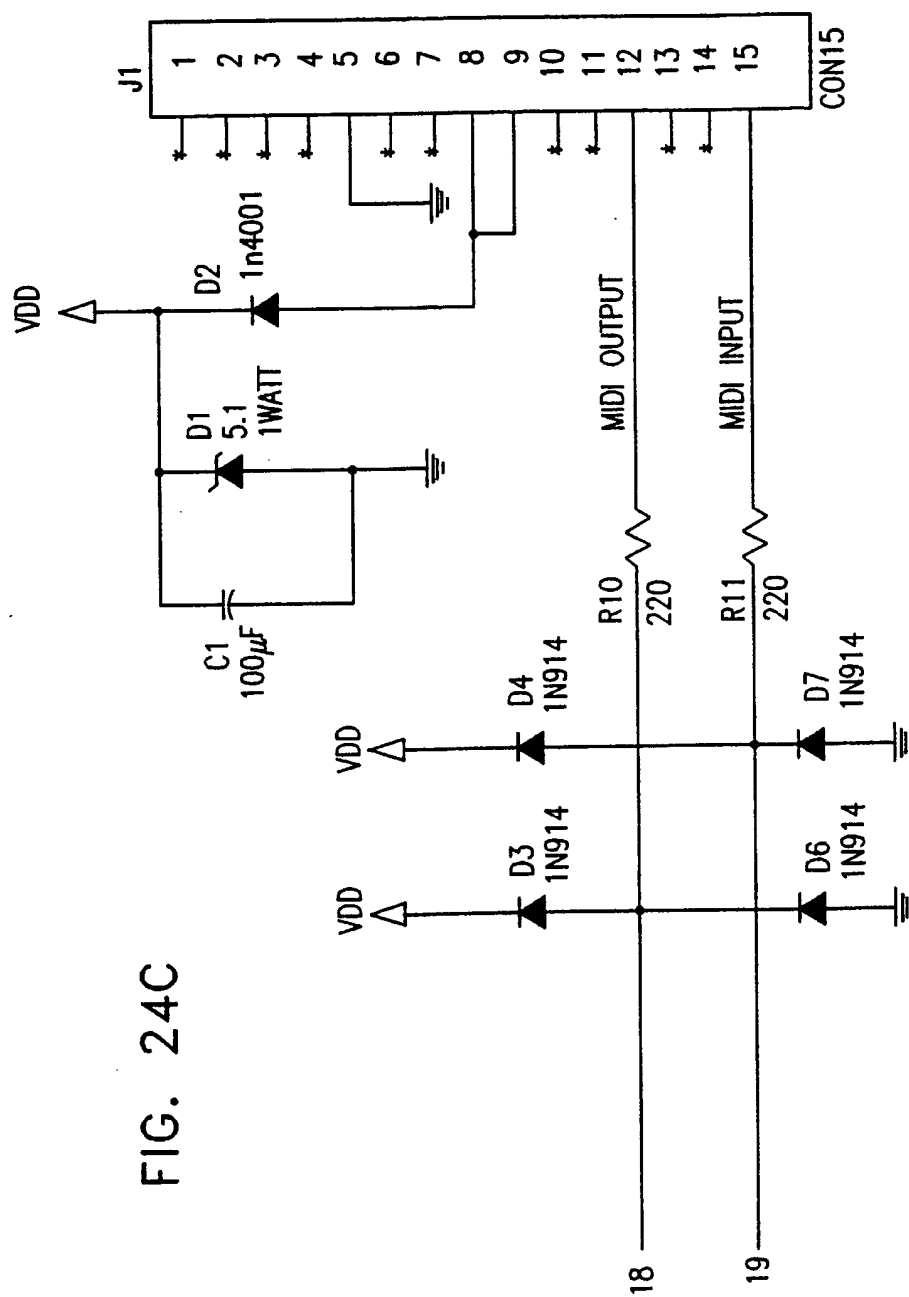 J1
1
2
3
4
5
6
7
8
9
10
11
12
13
14
15
CON15
*
*
*
*
*
*
*
*
*
*
VDD
D2
1n4001
D1
5.1
1WATT
C1
100µF
MIDI OUTPUT
MIDI INPUT
R10
220
R11
220
VDD
D4
1N914
D7
1N914
VDD
D3
1N914
D6
1N914
FIG. 24C
18
19